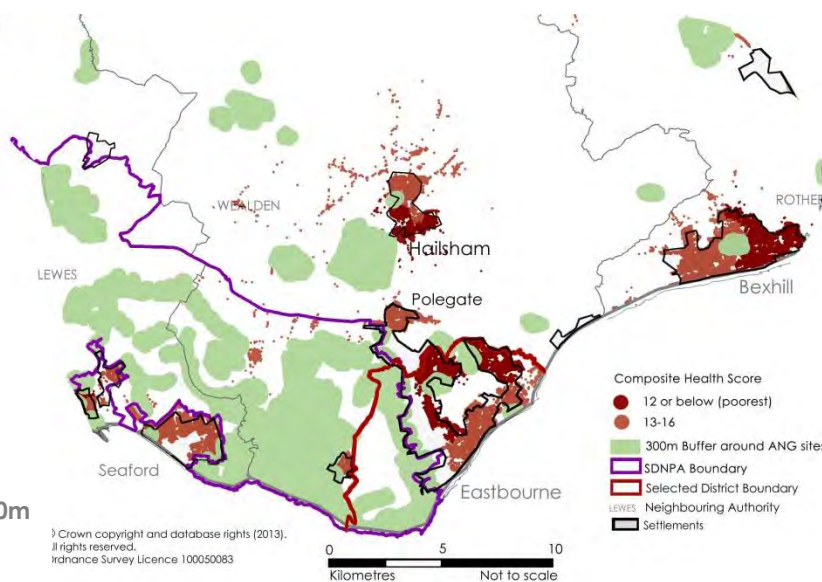 WEALDEN
ROTHER
Hailsham
LEWES
Polegate
Bexhill
Composite Health Score
12 or below (poorest)
13-16
300m Buffer around ANG sites
SDNPA Boundary
Selected District Boundary
LEWES Neighbouring Authority
Settlements
Seaford
Eastbourne
0m
Crown copyright and database rights (2013).
ll rights reserved.
rdnance Survey Licence 100050083
0 5 10
Kilometres Not to scale